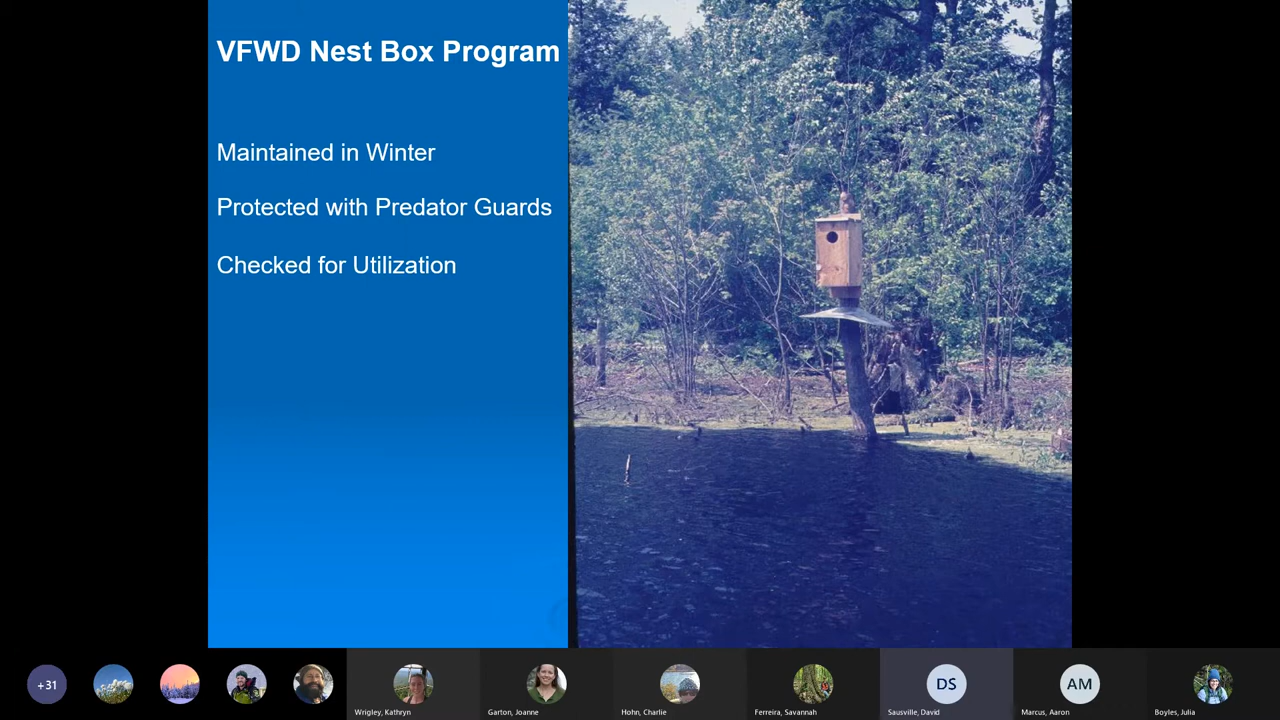 VFWD Nest Box Program
Maintained in Winter
Protected with Predator Guards
Checked for Utilization
+31
DS
AM
Wrigley, Kathryn
Garton, Joanne
Hohn, Charlie
Ferreira, Savannah
Sausville, David
Marcus, Aaron
Boyles, Julia